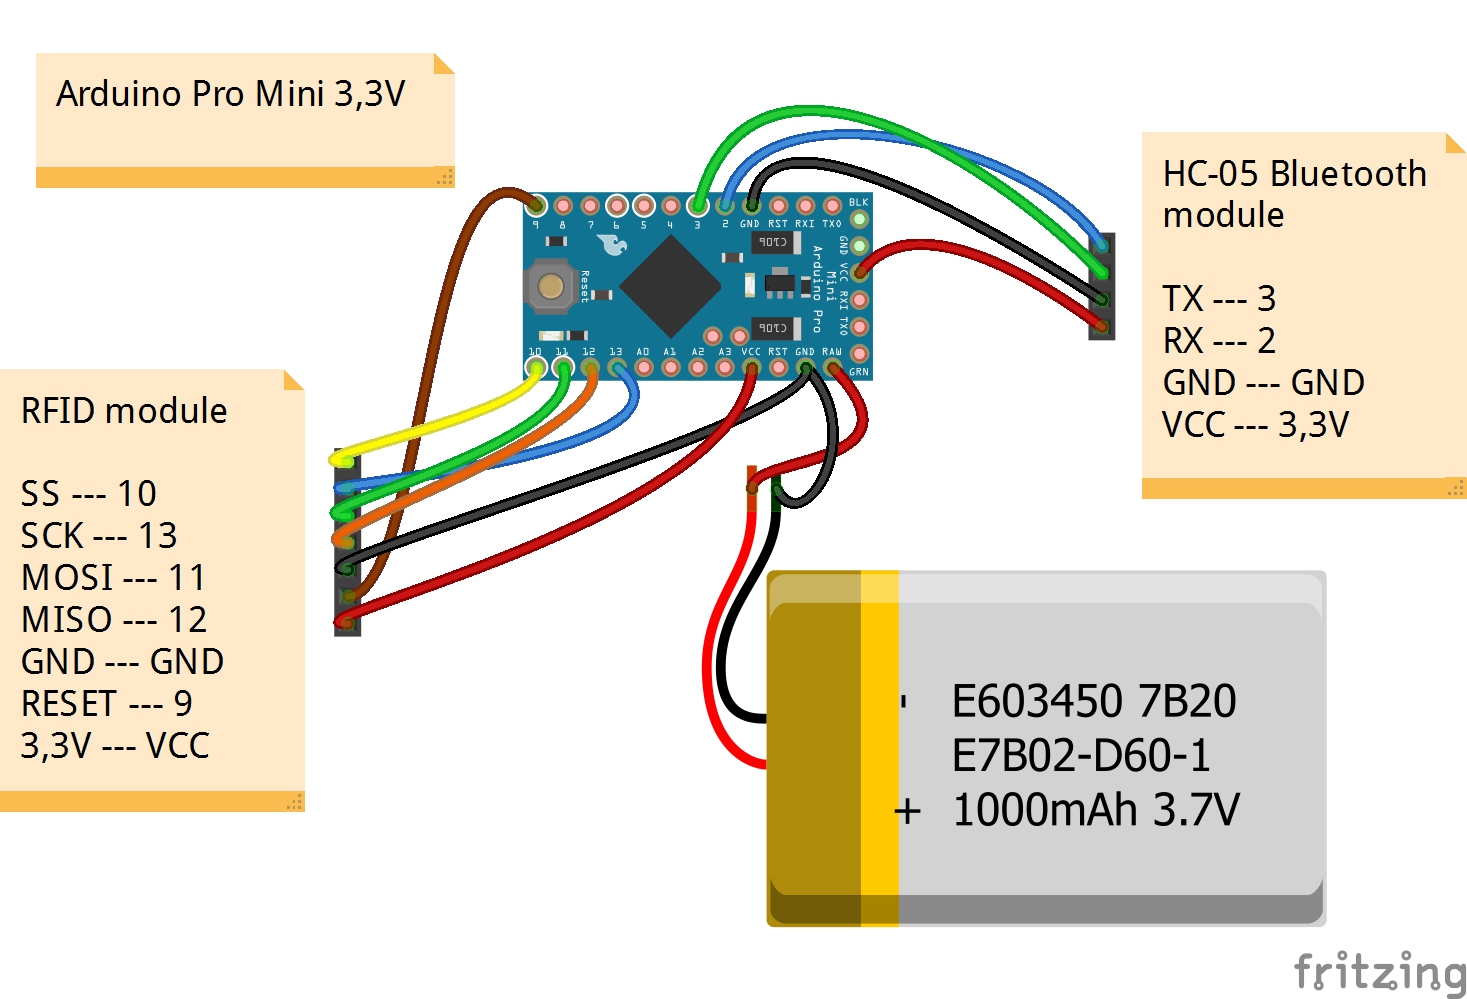 Arduino Pro Mini 3,3V
HC-05 Bluetooth
module
TX --- 3
RX --- 2
GND --- GND
VCC --- 3,3V
9 8 7 6 5 4 3 2 GND RST RXI TXO
BLK
GND
VCC
RXI
TXO
GRN
Reset
C106
Arduino Pro
Mini
C106
10 11 12 13 A0 A1 A2 A3 VCC RST GND RAW
RFID module
SS --- 10
SCK --- 13
MOSI --- 11
MISO --- 12
GND --- GND
RESET --- 9
3,3V --- VCC
- E603450 7B20
E7B02-D60-1
+ 1000mAh 3.7V
fritzing